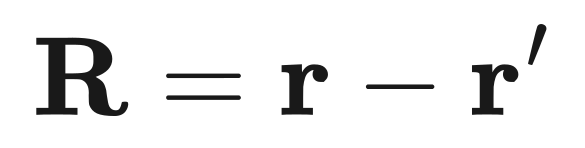 R = r − r′